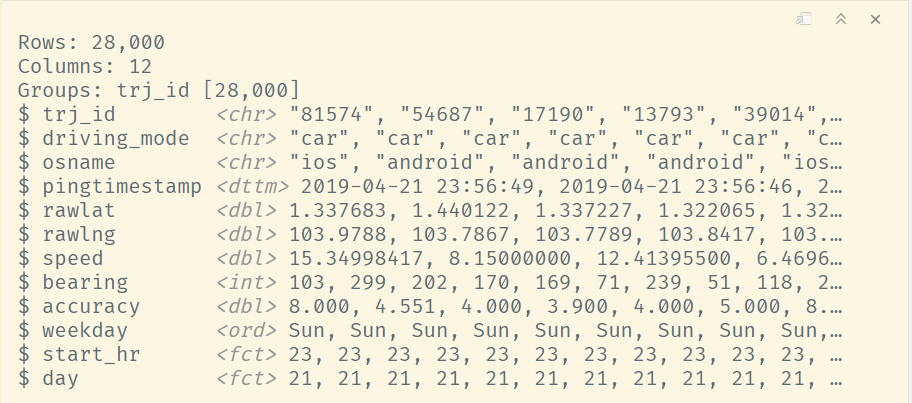 Rows: 28,000
Columns: 12
Groups: trj_id [28,000]
$ trj_id <chr> "81574", "54687", "17190", "13793", "39014",…
$ driving_mode <chr> "car", "car", "car", "car", "car", "car", "c…
$ osname <chr> "ios", "android", "android", "android", "ios…
$ pingtimestamp <dttm> 2019-04-21 23:56:49, 2019-04-21 23:56:46, 2…
$ rawlat <dbl> 1.337683, 1.440122, 1.337227, 1.322065, 1.32…
$ rawlng <dbl> 103.9788, 103.7867, 103.7789, 103.8417, 103.…
$ speed <dbl> 15.34998417, 8.15000000, 12.41395500, 6.4696…
$ bearing <int> 103, 299, 202, 170, 169, 71, 239, 51, 118, 2…
$ accuracy <dbl> 8.000, 4.551, 4.000, 3.900, 4.000, 5.000, 8.…
$ weekday <ord> Sun, Sun, Sun, Sun, Sun, Sun, Sun, Sun, Sun,…
$ start_hr <fct> 23, 23, 23, 23, 23, 23, 23, 23, 23, 23, 23, …
$ day <fct> 21, 21, 21, 21, 21, 21, 21, 21, 21, 21, 21, …